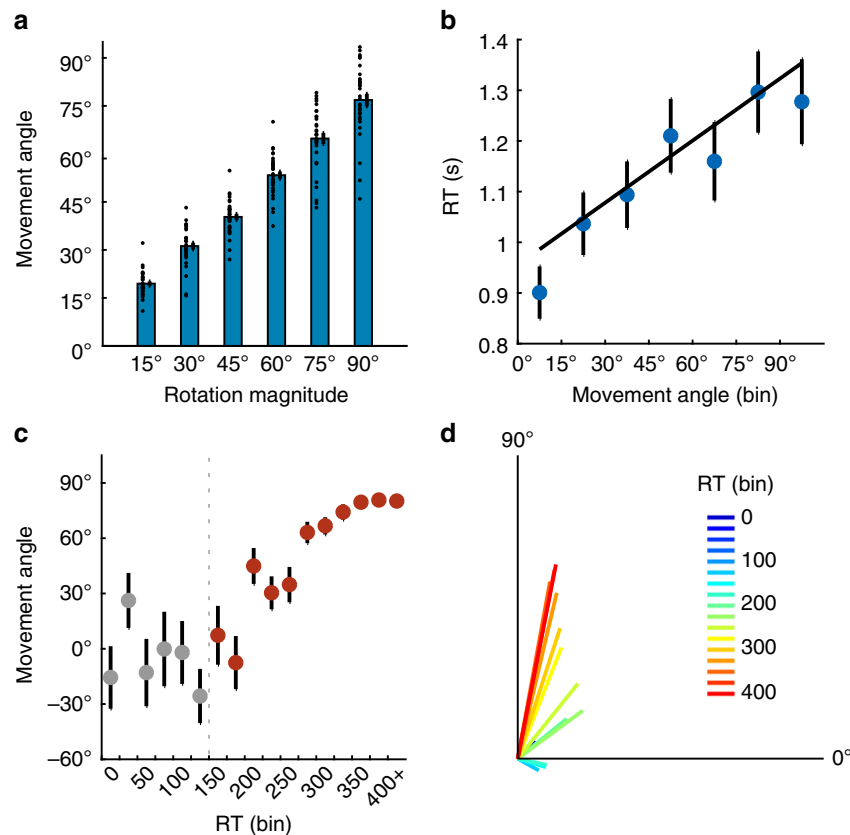 a
Movement angle
90°
75°
60°
45°
30°
15°
0°
15° 30° 45° 60° 75° 90°
Rotation magnitude
b
RT (s)
1.4
1.3
1.2
1.1
1
0.9
0.8
0° 15° 30° 45° 60° 75° 90°
Movement angle (bin)
c
Movement angle
90°
60°
30°
0°
–30°
–60°
0 50 100 150 200 250 300 350 400+
RT (bin)
d
90°
RT (bin)
0
100
200
300
400
0°